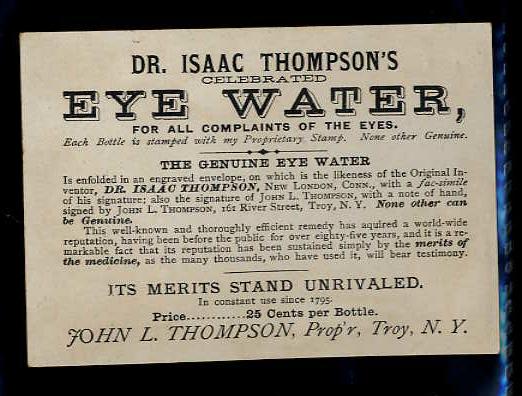 DR. ISAAC THOMPSON'S
CELEBRATED
EYE WATER,
FOR ALL COMPLAINTS OF THE EYES.
Each Bottle is stamped with my Proprietary Stamp. None other Genuine.
THE GENUINE EYE WATER
Is enfolded in an engraved envelope, on which is the likeness of the Original In-
ventor, DR. ISAAC THOMPSON, NEW LONDON, CONN., with a fac-simile
of his signature; also the signature of JOHN L. THOMPSON, with a note of hand,
signed by JOHN L. THOMPSON, 161 River Street, Troy, N. Y. None other can
be Genuine.
This well-known and thoroughly efficient remedy has aquired a world-wide
reputation, having been before the public for over eighty-five years, and it is a re-
markable fact that its reputation has been sustained simply by the merits of
the medicine, as the many thousands, who have used it, will bear testimony.
ITS MERITS STAND UNRIVALED.
In constant use since 1795.
Price............25 Cents per Bottle.
JOHN L. THOMPSON, Prop'r, Troy, N. Y.